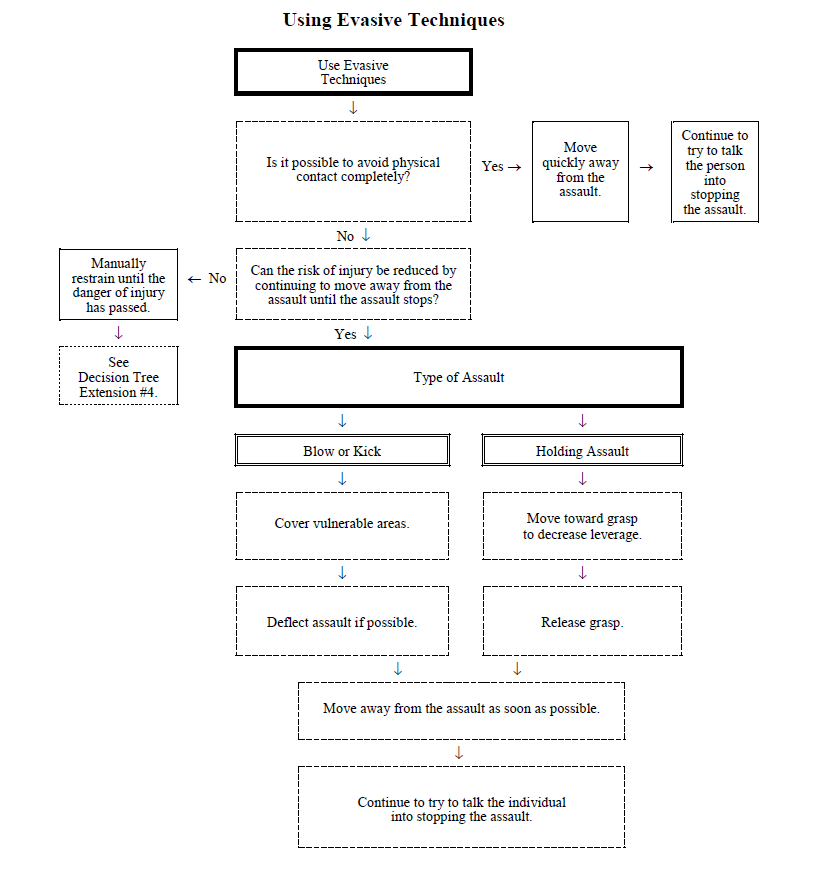 Using Evasive Techniques
Use Evasive
Techniques
↓
Is it possible to avoid physical
contact completely?
Yes →
Move
quickly away
from the
assault.
→
Continue to
try to talk
the person
into
stopping
the assault.
No ↓
Can the risk of injury be reduced by
continuing to move away from the
assault until the assault stops?
← No
Manually
restrain until the
danger of injury
has passed.
↓
See
Decision Tree
Extension #4.
Yes ↓
Type of Assault
↓ ↓
Blow or Kick
Holding Assault
↓ ↓
Cover vulnerable areas.
Move toward grasp
to decrease leverage.
↓ ↓
Deflect assault if possible.
Release grasp.
↓ ↓
Move away from the assault as soon as possible.
↓
Continue to try to talk the individual
into stopping the assault.